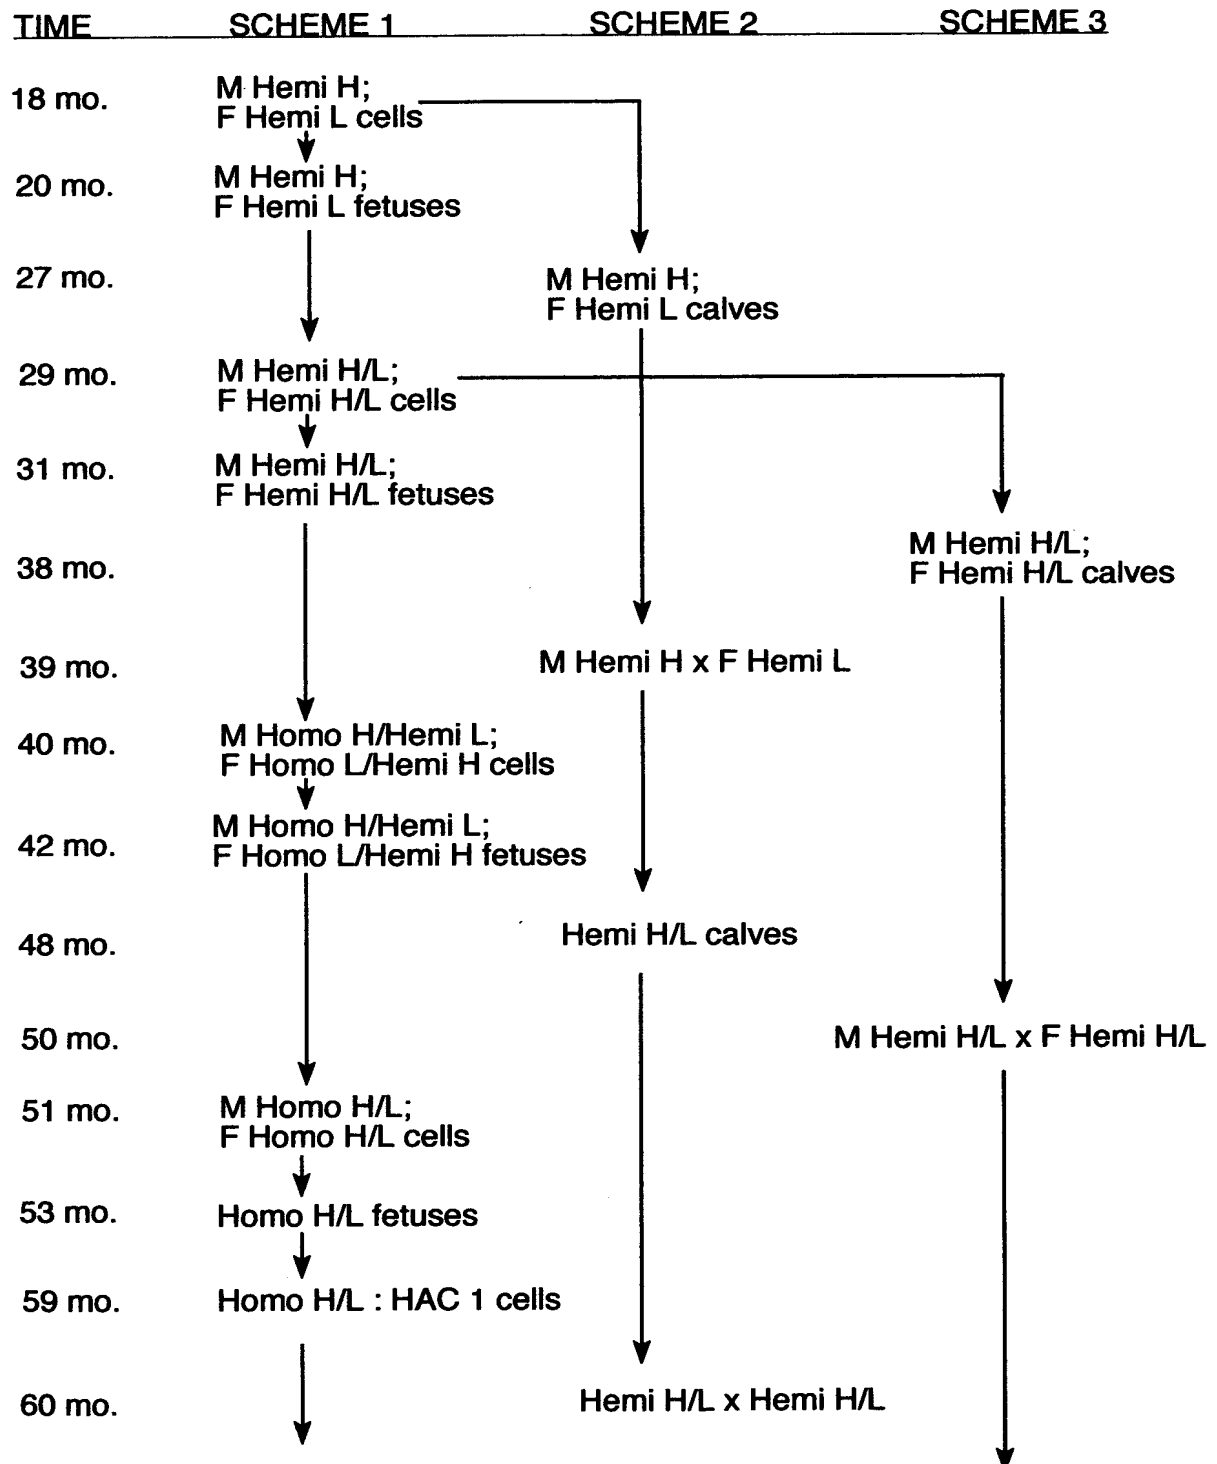 TIME SCHEME 1 SCHEME 2 SCHEME 3
18 mo. M Hemi H;
F Hemi L cells
20 mo. M Hemi H;
F Hemi L fetuses
27 mo. M Hemi H;
F Hemi L calves
29 mo. M Hemi H/L;
F Hemi H/L cells
31 mo. M Hemi H/L;
F Hemi H/L fetuses
38 mo. M Hemi H/L;
F Hemi H/L calves
39 mo. M Hemi H x F Hemi L
40 mo. M Homo H/Hemi L;
F Homo L/Hemi H cells
42 mo. M Homo H/Hemi L;
F Homo L/Hemi H fetuses
48 mo. Hemi H/L calves
50 mo. M Hemi H/L x F Hemi H/L
51 mo. M Homo H/L;
F Homo H/L cells
53 mo. Homo H/L fetuses
59 mo. Homo H/L : HAC 1 cells
60 mo. Hemi H/L x Hemi H/L